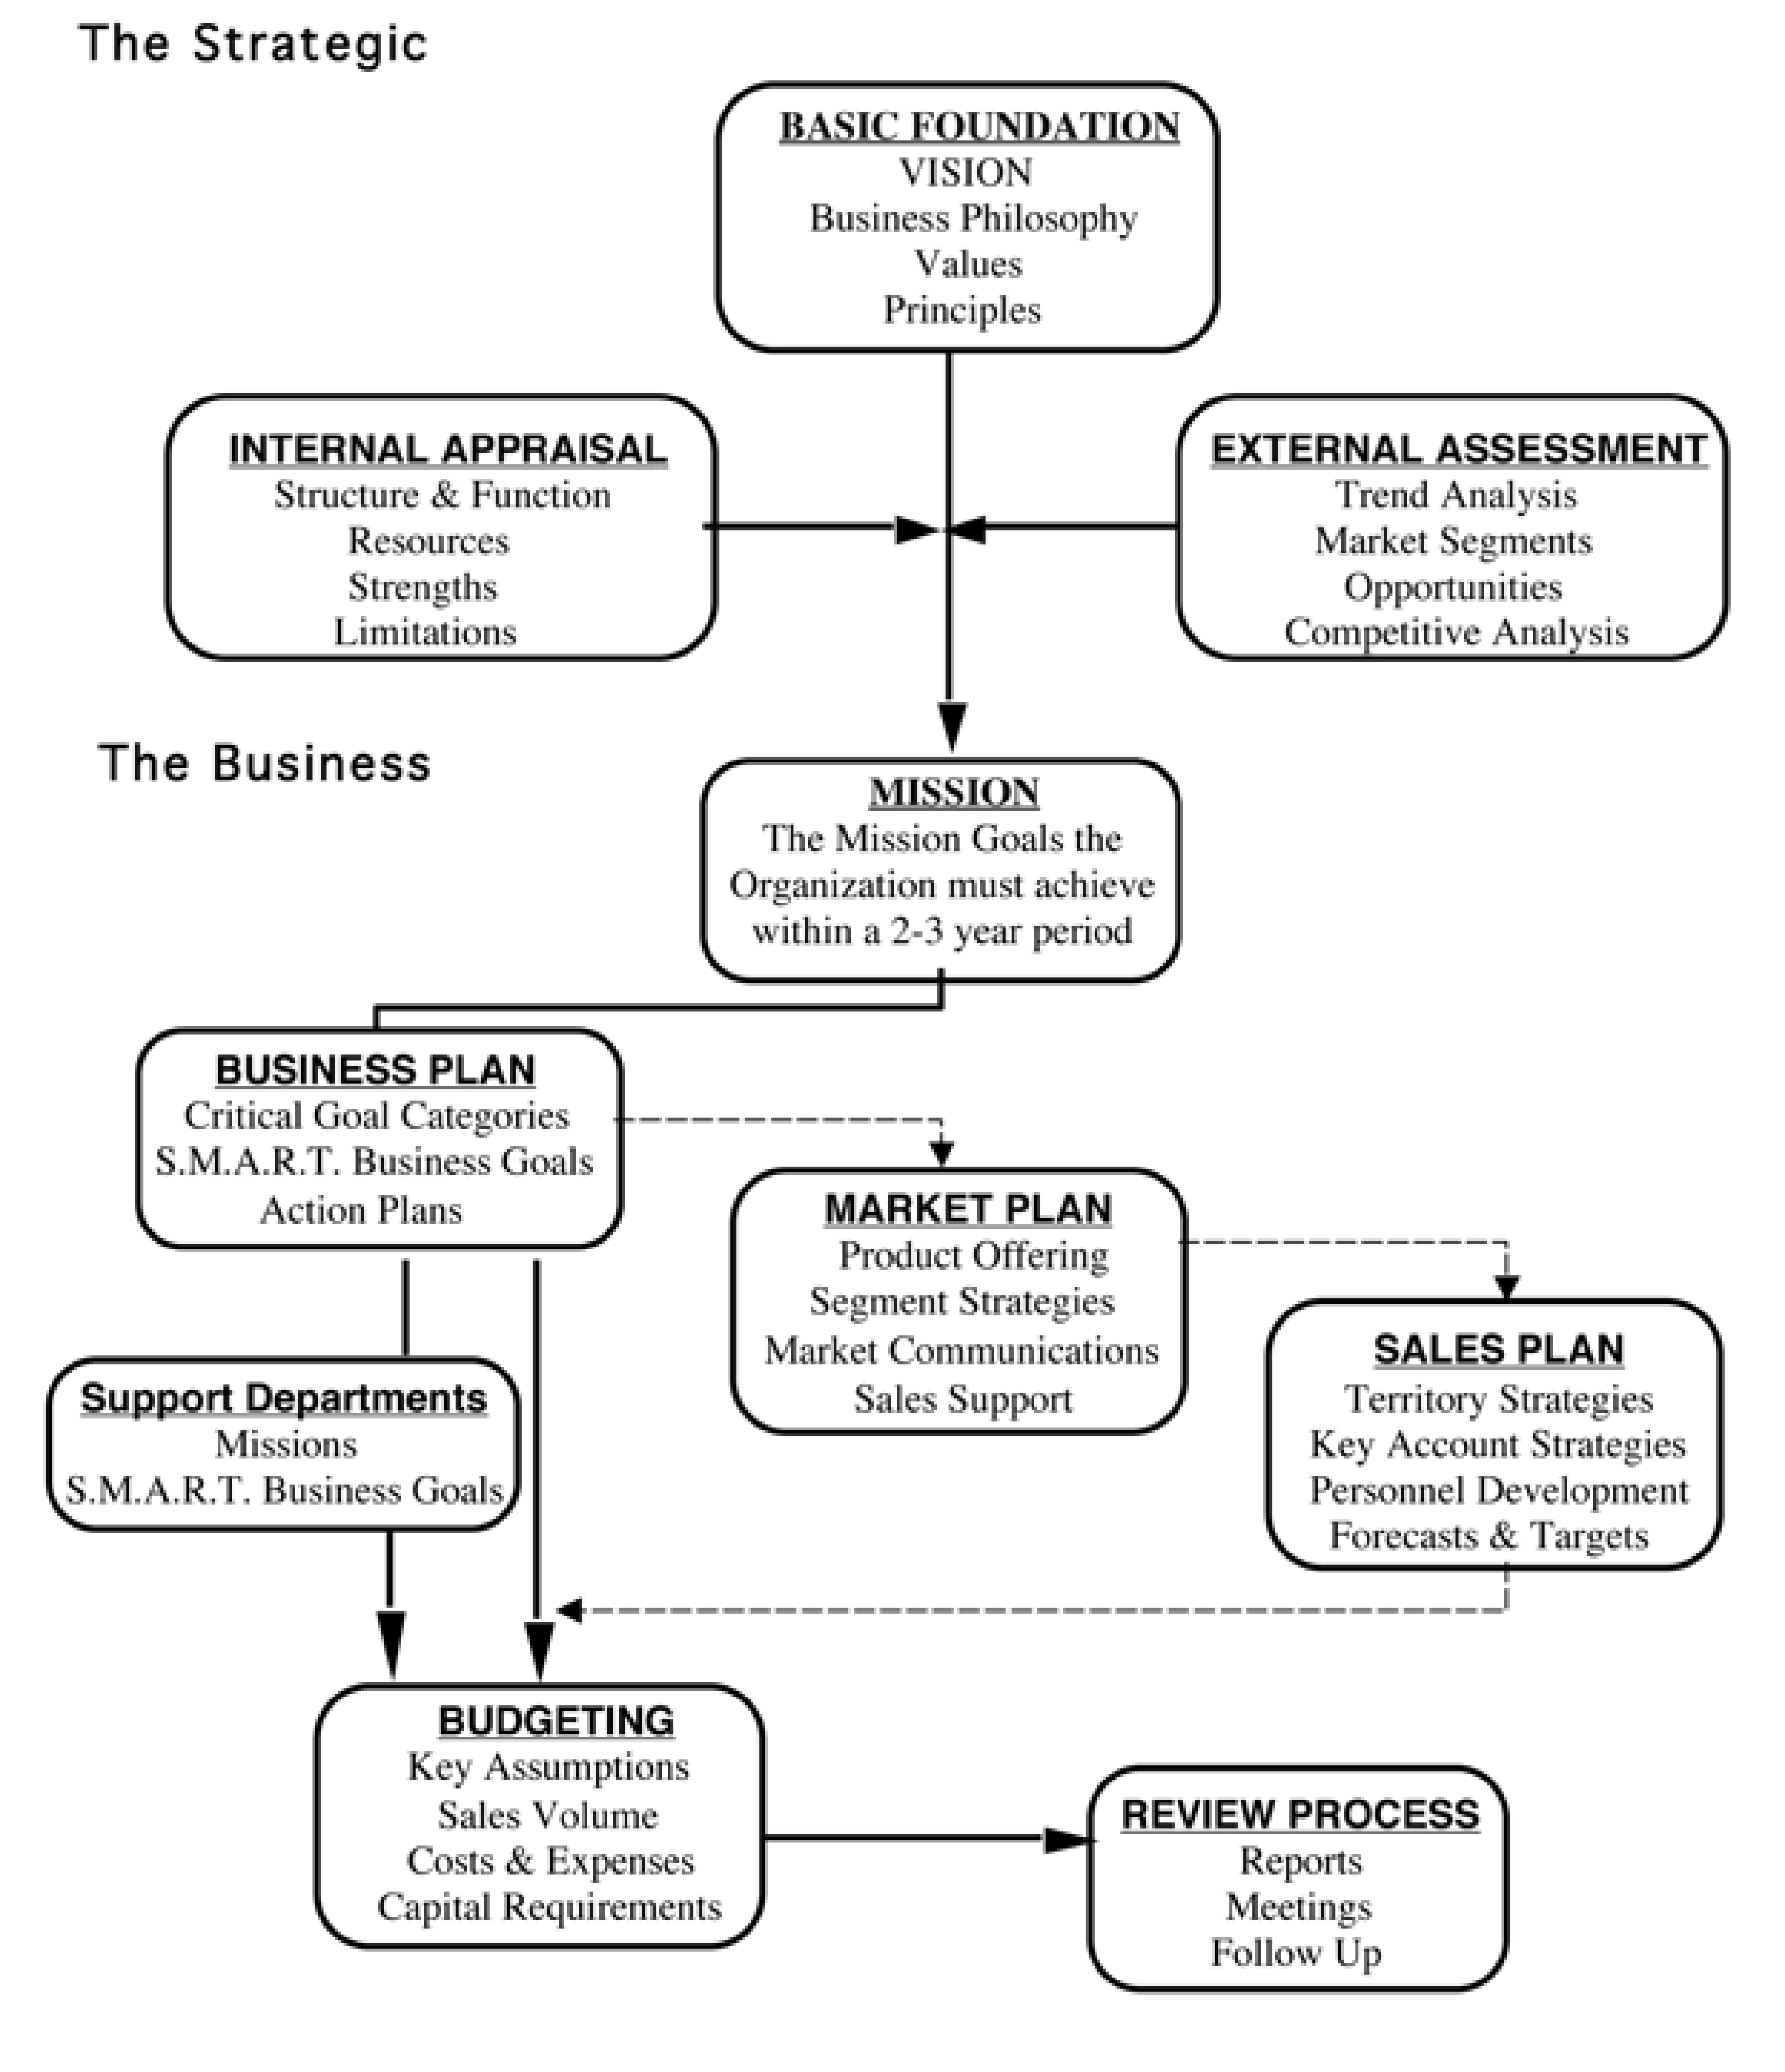 The Strategic
BASIC FOUNDATION
VISION
Business Philosophy
Values
Principles
INTERNAL APPRAISAL
Structure & Function
Resources
Strengths
Limitations
EXTERNAL ASSESSMENT
Trend Analysis
Market Segments
Opportunities
Competitive Analysis
The Business
MISSION
The Mission Goals the
Organization must achieve
within a 2-3 year period
BUSINESS PLAN
Critical Goal Categories
S.M.A.R.T. Business Goals
Action Plans
MARKET PLAN
Product Offering
Segment Strategies
Market Communications
Sales Support
SALES PLAN
Territory Strategies
Key Account Strategies
Personnel Development
Forecasts & Targets
Support Departments
Missions
S.M.A.R.T. Business Goals
BUDGETING
Key Assumptions
Sales Volume
Costs & Expenses
Capital Requirements
REVIEW PROCESS
Reports
Meetings
Follow Up